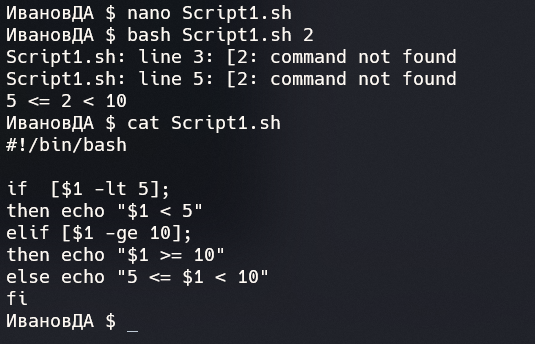 ИвановДА $ nano Script1.sh
ИвановДА $ bash Script1.sh 2
Script1.sh: line 3: [2: command not found
Script1.sh: line 5: [2: command not found
5 <= 2 < 10
ИвановДА $ cat Script1.sh
#!/bin/bash

if  [$1 -lt 5];
then echo "$1 < 5"
elif [$1 -ge 10];
then echo "$1 >= 10"
else echo "5 <= $1 < 10"
fi
ИвановДА $ _